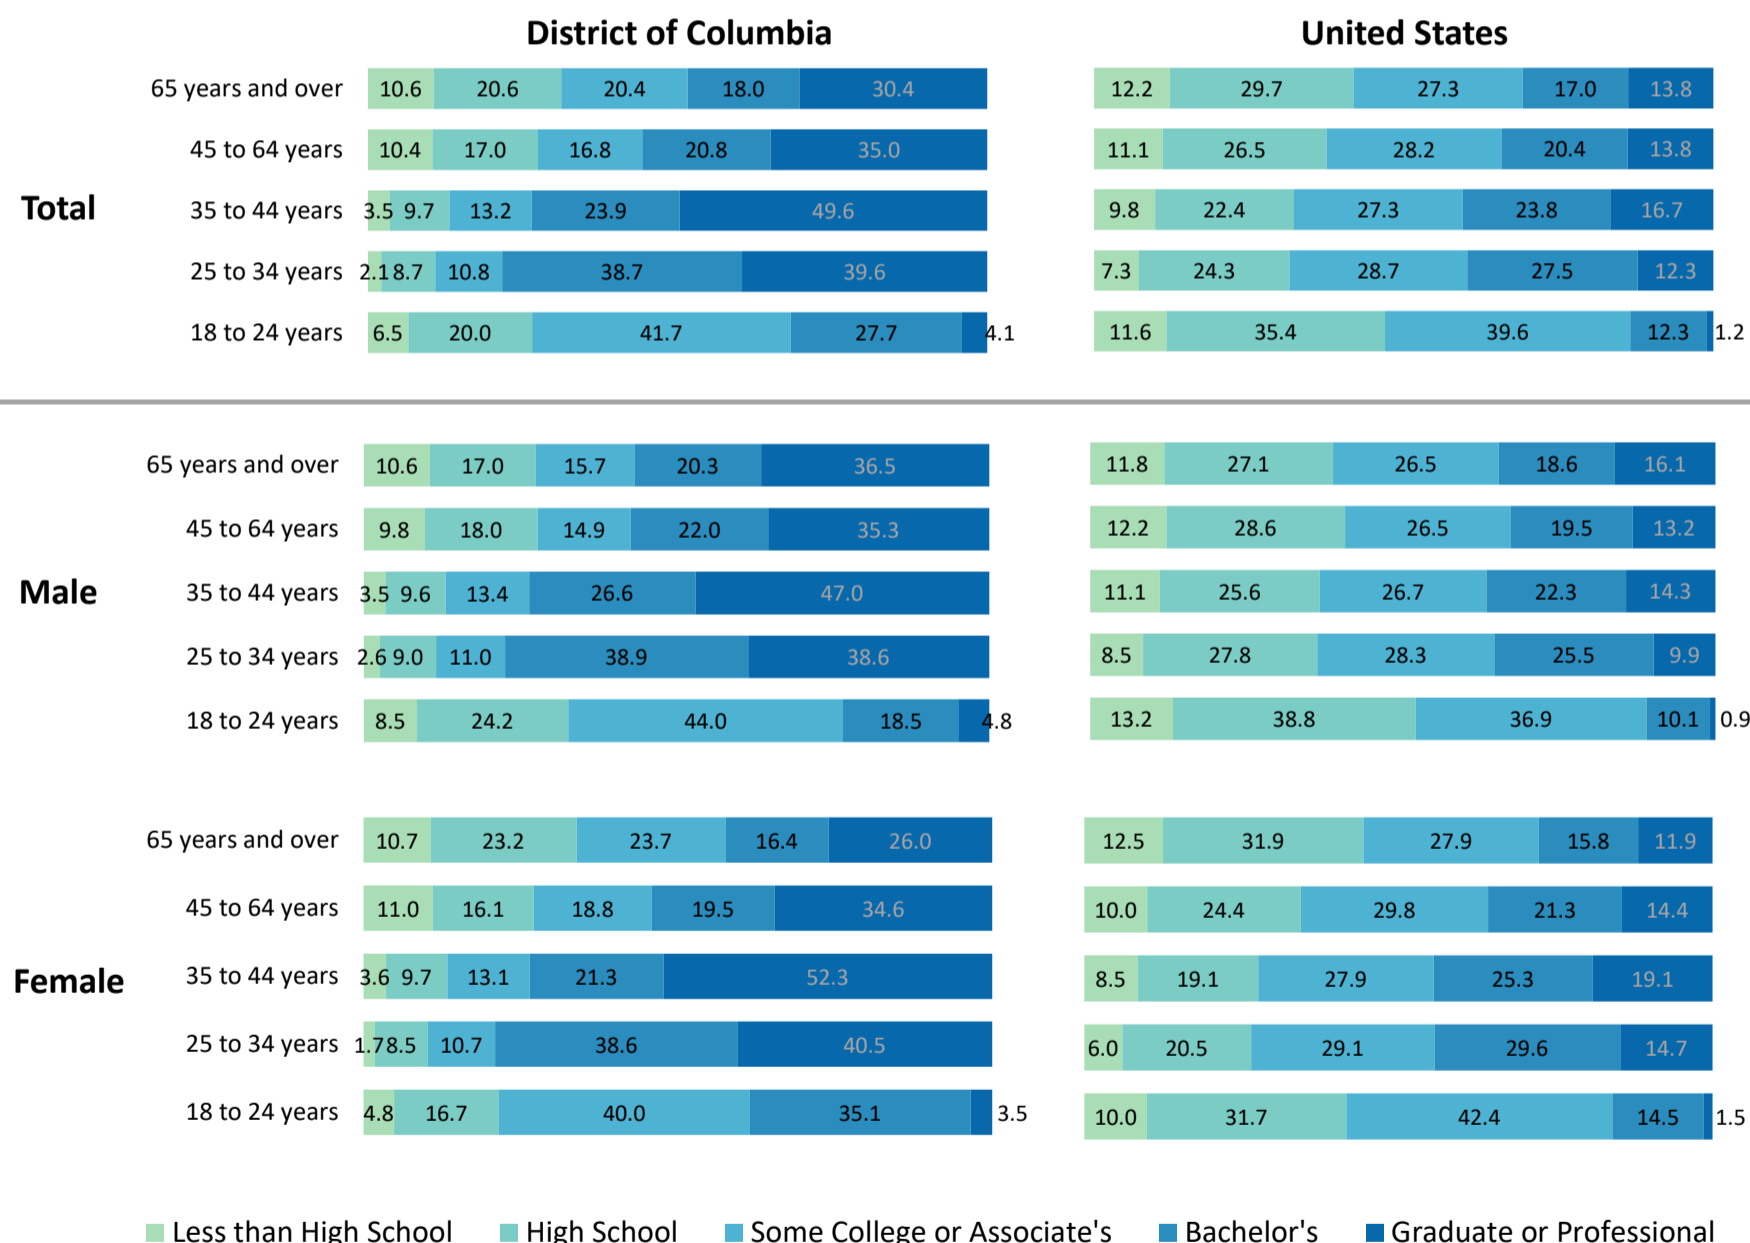 District of Columbia United States
65 years and over 10.6 20.6 20.4 18.0 30.4 12.2 29.7 27.3 17.0 13.8
45 to 64 years 10.4 17.0 16.8 20.8 35.0 11.1 26.5 28.2 20.4 13.8
Total 35 to 44 years 3.5 9.7 13.2 23.9 49.6 9.8 22.4 27.3 23.8 16.7
25 to 34 years 2.1 8.7 10.8 38.7 39.6 7.3 24.3 28.7 27.5 12.3
18 to 24 years 6.5 20.0 41.7 27.7 4.1 11.6 35.4 39.6 12.3 1.2
65 years and over 10.6 17.0 15.7 20.3 36.5 11.8 27.1 26.5 18.6 16.1
45 to 64 years 9.8 18.0 14.9 22.0 35.3 12.2 28.6 26.5 19.5 13.2
Male 35 to 44 years 3.5 9.6 13.4 26.6 47.0 11.1 25.6 26.7 22.3 14.3
25 to 34 years 2.6 9.0 11.0 38.9 38.6 8.5 27.8 28.3 25.5 9.9
18 to 24 years 8.5 24.2 44.0 18.5 4.8 13.2 38.8 36.9 10.1 0.9
65 years and over 10.7 23.2 23.7 16.4 26.0 12.5 31.9 27.9 15.8 11.9
45 to 64 years 11.0 16.1 18.8 19.5 34.6 10.0 24.4 29.8 21.3 14.4
Female 35 to 44 years 3.6 9.7 13.1 21.3 52.3 8.5 19.1 27.9 25.3 19.1
25 to 34 years 1.7 8.5 10.7 38.6 40.5 6.0 20.5 29.1 29.6 14.7
18 to 24 years 4.8 16.7 40.0 35.1 3.5 10.0 31.7 42.4 14.5 1.5
Less than High School High School Some College or Associate's Bachelor's Graduate or Professional